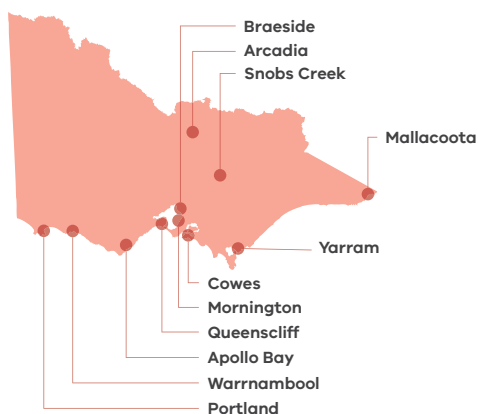 Braeside
Arcadia
Snobs Creek
Mallacoota
Yarram
Cowes
Mornington
Queenscliff
Apollo Bay
Warrnambool
Portland